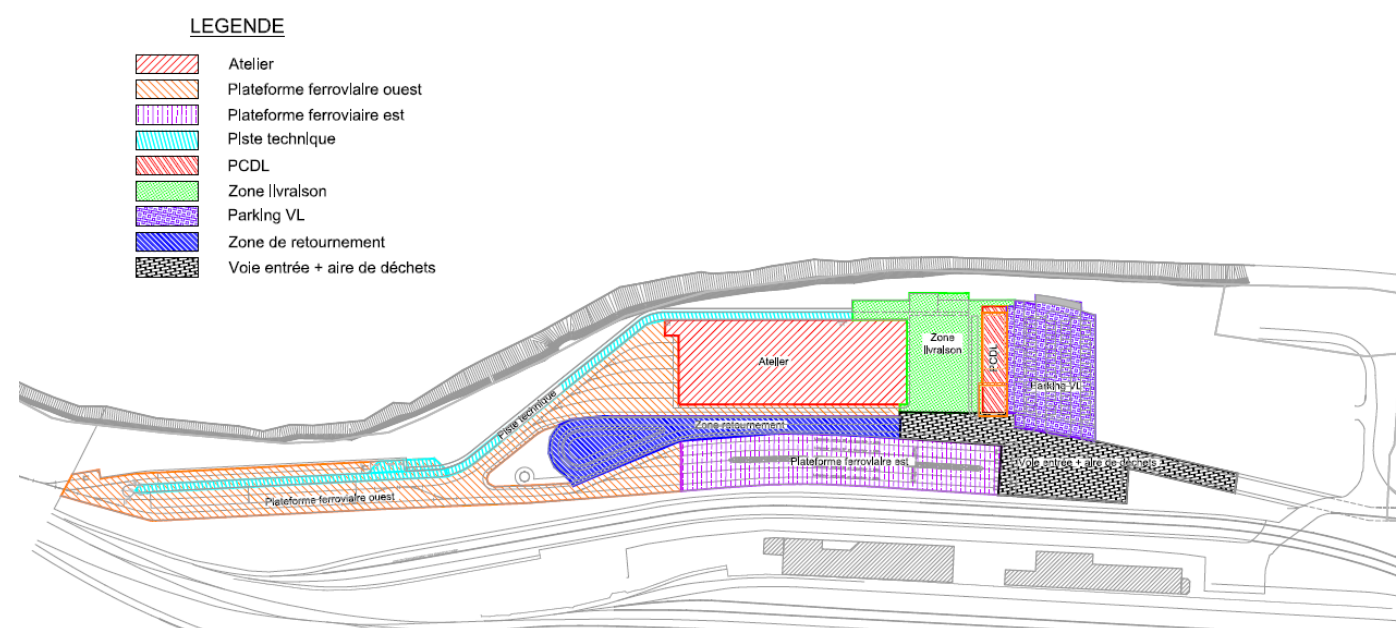 LEGENDE
Atelier
Plateforme ferroviaire ouest
Plateforme ferroviaire est
Piste technique
PCDL
Zone livraison
Parking VL
Zone de retournement
Voie entrée + aire de déchets
Zone
livraison
Atelier
PCDL
Parking VL
Piste technique
Zone retournement
Plateforme ferroviaire est
Voie entrée + aire de déchets
Plateforme ferroviaire ouest